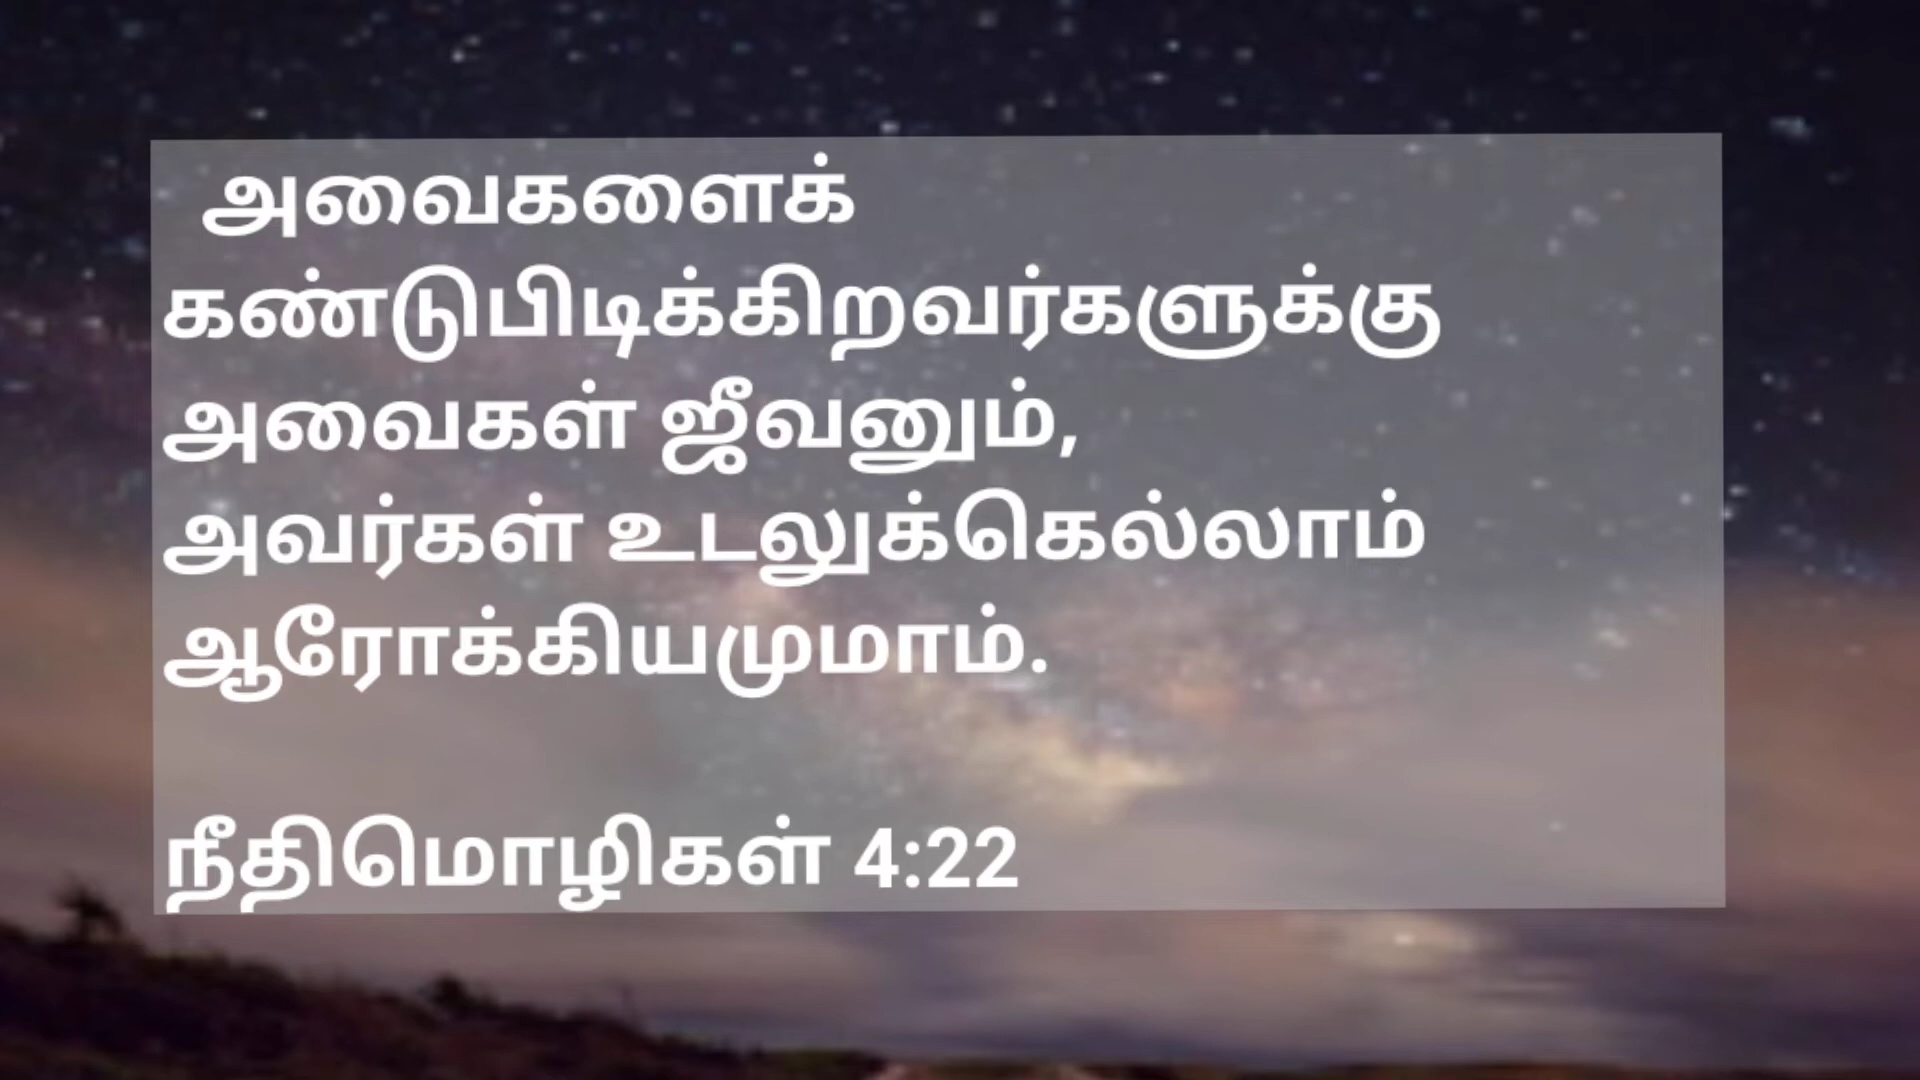 அவைகளைக்
கண்டுபிடிக்கிறவர்களுக்கு
அவைகள் ஜீவனும்,
அவர்கள் உடலுக்கெல்லாம்
ஆரோக்கியமுமாம்.
நீதிமொழிகள் 4:22